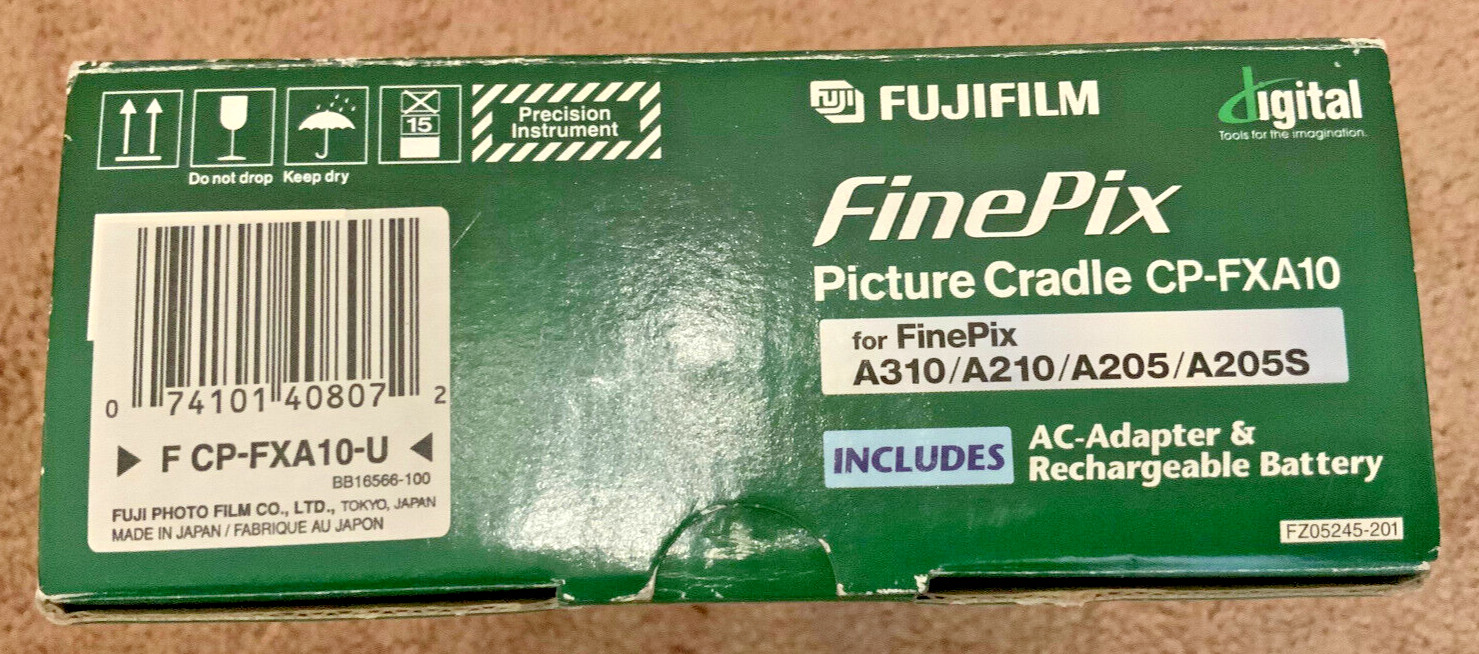 Do not drop
Keep dry
15
Precision
Instrument
0 74101 40807 2
F CP-FXA10-U
BB16566-100
FUJI PHOTO FILM CO., LTD., TOKYO, JAPAN
MADE IN JAPAN / FABRIQUE AU JAPON
FUJI FUJIFILM
digital
Tools for the imagination.
FinePix
Picture Cradle CP-FXA10
for FinePix
A310/A210/A205/A205S
INCLUDES
AC-Adapter &
Rechargeable Battery
FZ05245-201